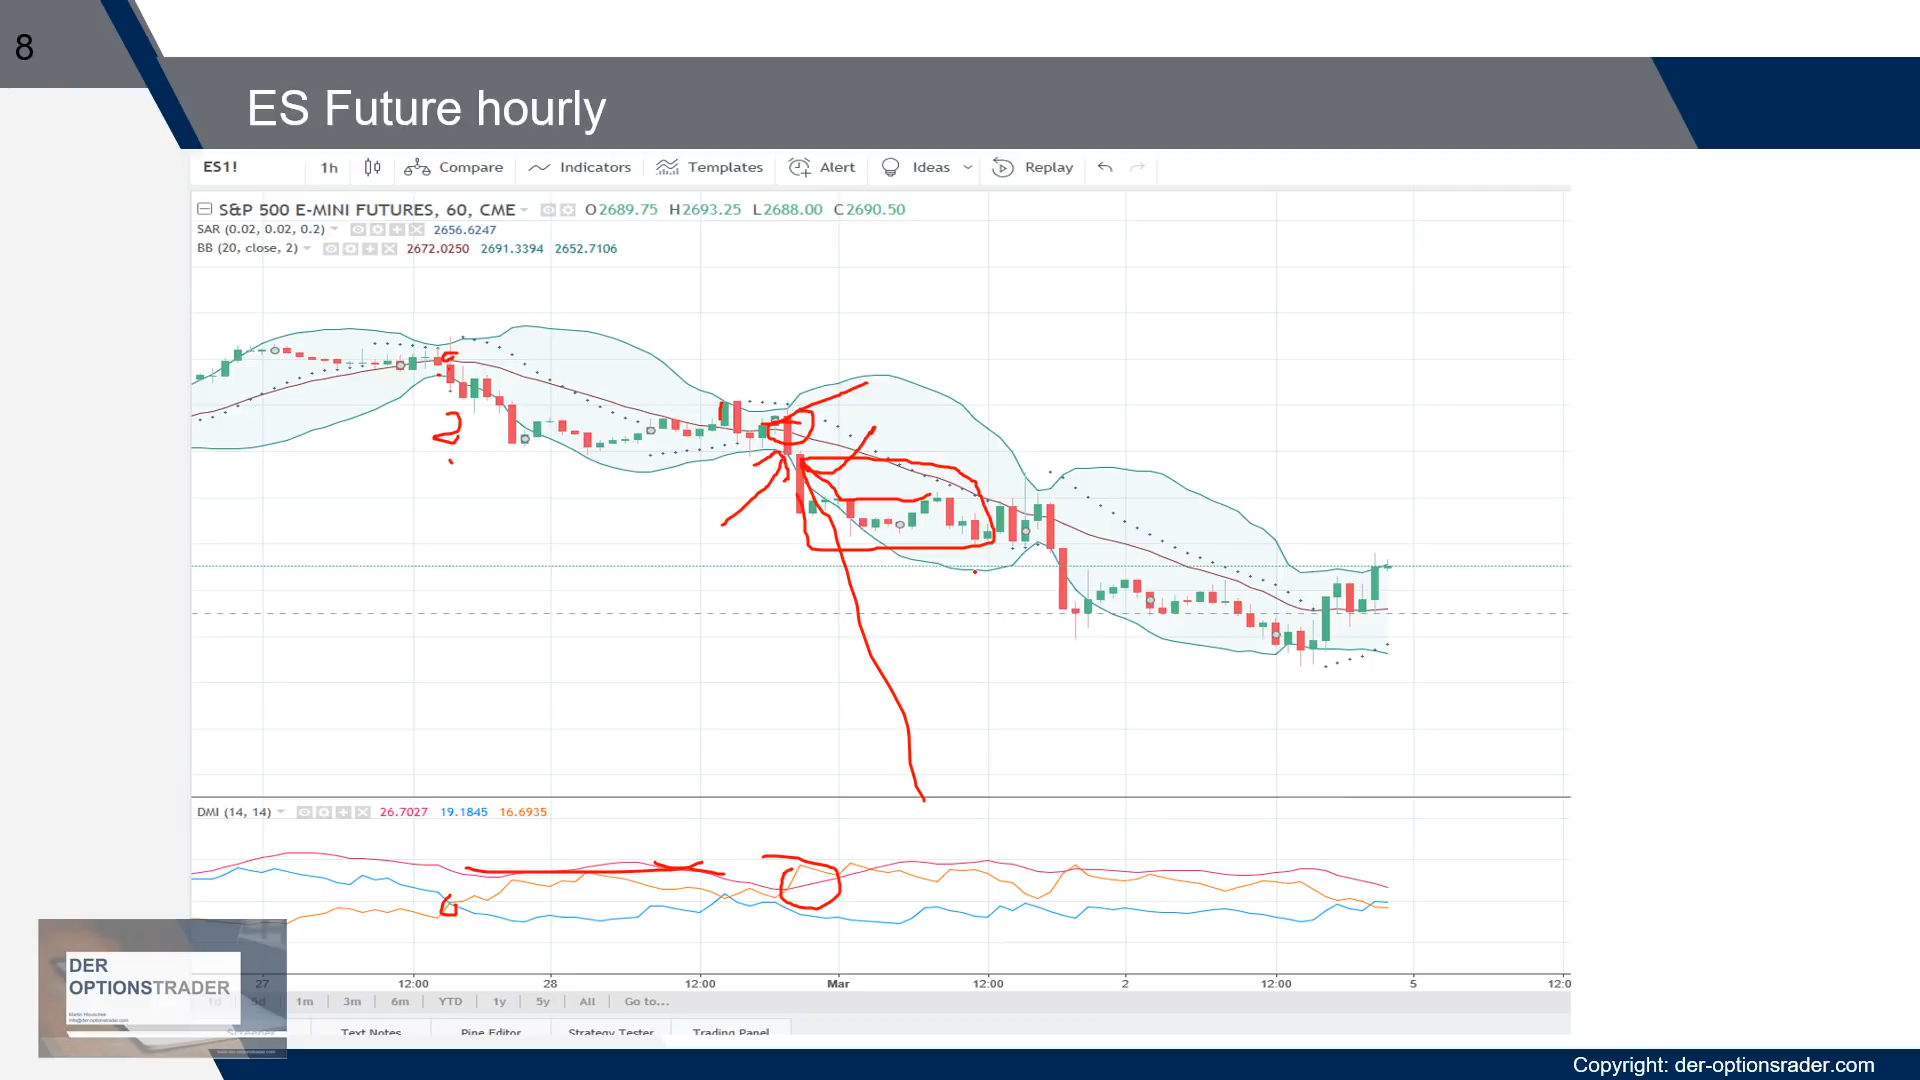 8
ES Future hourly
ES1! 1h Compare Indicators Templates Alert Ideas Replay
S&P 500 E-MINI FUTURES, 60, CME O2689.75 H2693.25 L2688.00 C2690.50
SAR (0.02, 0.02, 0.2) 2656.6247
BB (20, close, 2) 2672.0250 2691.3394 2652.7106
2
DMI (14, 14) 26.7027 19.1845 16.6935
27 12:00 28 12:00 Mar 12:00 2 12:00 5 12:0
1d 5d 1m 3m 6m YTD 1y 5y All Go to...
Screener Text Notes Pine Editor Strategy Tester Trading Panel
DER
OPTIONSTRADER
Copyright: der-optionsrader.com